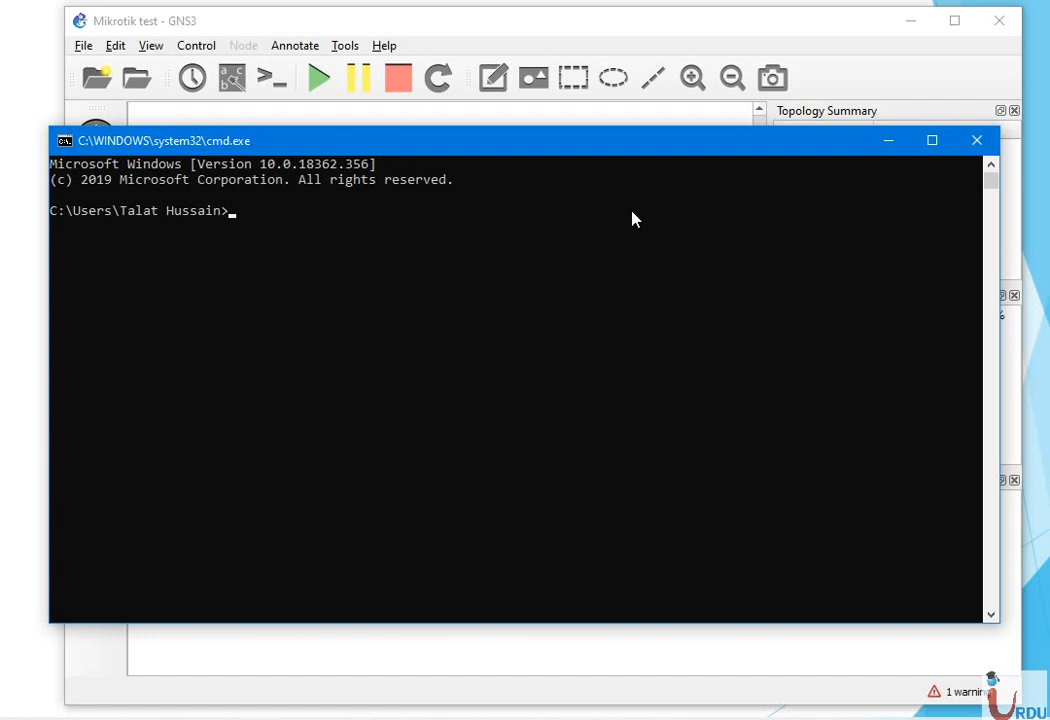 Mikrotik test - GNS3
File Edit View Control Node Annotate Tools Help
Topology Summary
C:\WINDOWS\system32\cmd.exe
Microsoft Windows [Version 10.0.18362.356]
(c) 2019 Microsoft Corporation. All rights reserved.
C:\Users\Talat Hussain>
%
1 warning
URDU